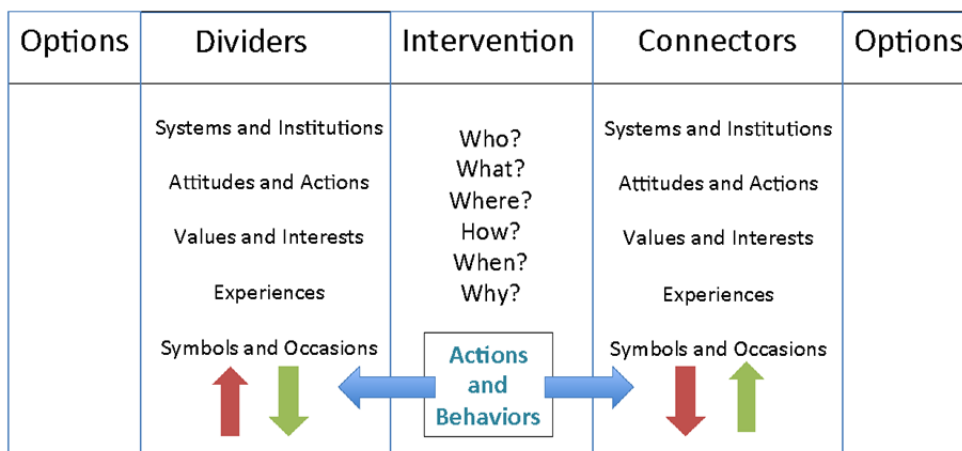 Options
Dividers
Intervention
Connectors
Options
Systems and Institutions
Attitudes and Actions
Values and Interests
Experiences
Symbols and Occasions
Who?
What?
Where?
How?
When?
Why?
Actions
and
Behaviors
Systems and Institutions
Attitudes and Actions
Values and Interests
Experiences
Symbols and Occasions